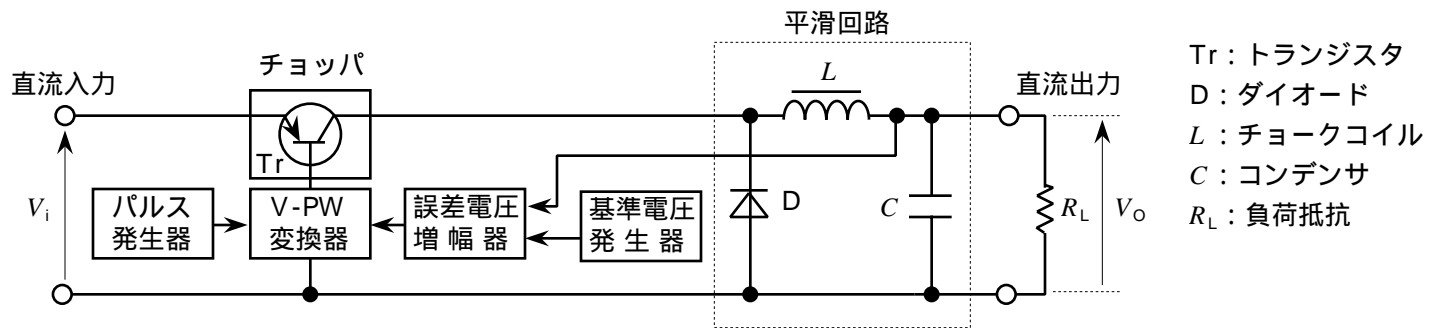 平滑回路
チョッパ
直流入力
L
直流出力
Tr
Vi
パルス
発生器
V-PW
変換器
誤差電圧
増幅器
基準電圧
発生器
D
C
RL
VO
Tr：トランジスタ
D：ダイオード
L：チョークコイル
C：コンデンサ
RL：負荷抵抗